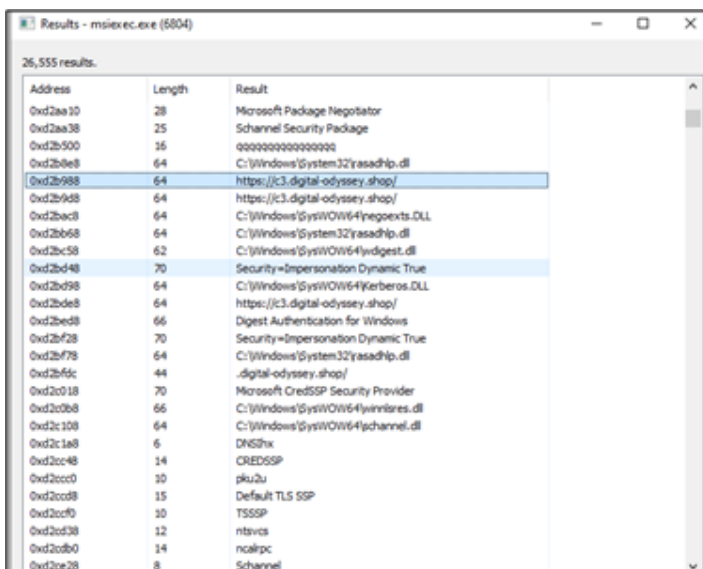 Results - msiexec.exe (6804)
26,555 results.
Address Length Result
0xd2aa10 28 Microsoft Package Negotiator
0xd2aa38 25 Schannel Security Package
0xd2b500 16 qqqqqqqqqqqqqqqq
0xd2b8e8 64 C:\Windows\System32\rasadhlp.dll
0xd2b988 64 https://c3.digital-odyssey.shop/
0xd2b9d8 64 https://c3.digital-odyssey.shop/
0xd2bac8 64 C:\Windows\SysWOW64\negoexts.DLL
0xd2bb68 64 C:\Windows\System32\rasadhlp.dll
0xd2bc58 62 C:\Windows\SysWOW64\wdigest.dll
0xd2bd48 70 Security=Impersonation Dynamic True
0xd2bd98 64 C:\Windows\SysWOW64\Kerberos.DLL
0xd2bde8 64 https://c3.digital-odyssey.shop/
0xd2bed8 66 Digest Authentication for Windows
0xd2bf28 70 Security=Impersonation Dynamic True
0xd2bf78 64 C:\Windows\System32\rasadhlp.dll
0xd2bfdc 44 .digital-odyssey.shop/
0xd2c018 70 Microsoft CredSSP Security Provider
0xd2c0b8 66 C:\Windows\SysWOW64\winnlsres.dll
0xd2c108 64 C:\Windows\SysWOW64\schannel.dll
0xd2c1a8 6 DNSIhx
0xd2cc48 14 CREDSSP
0xd2ccc0 10 pku2u
0xd2ccd8 15 Default TLS SSP
0xd2ccf0 10 TSSSP
0xd2cd38 12 ntsvcs
0xd2cdb0 14 ncalrpc
0xd2ce28 8 Schannel